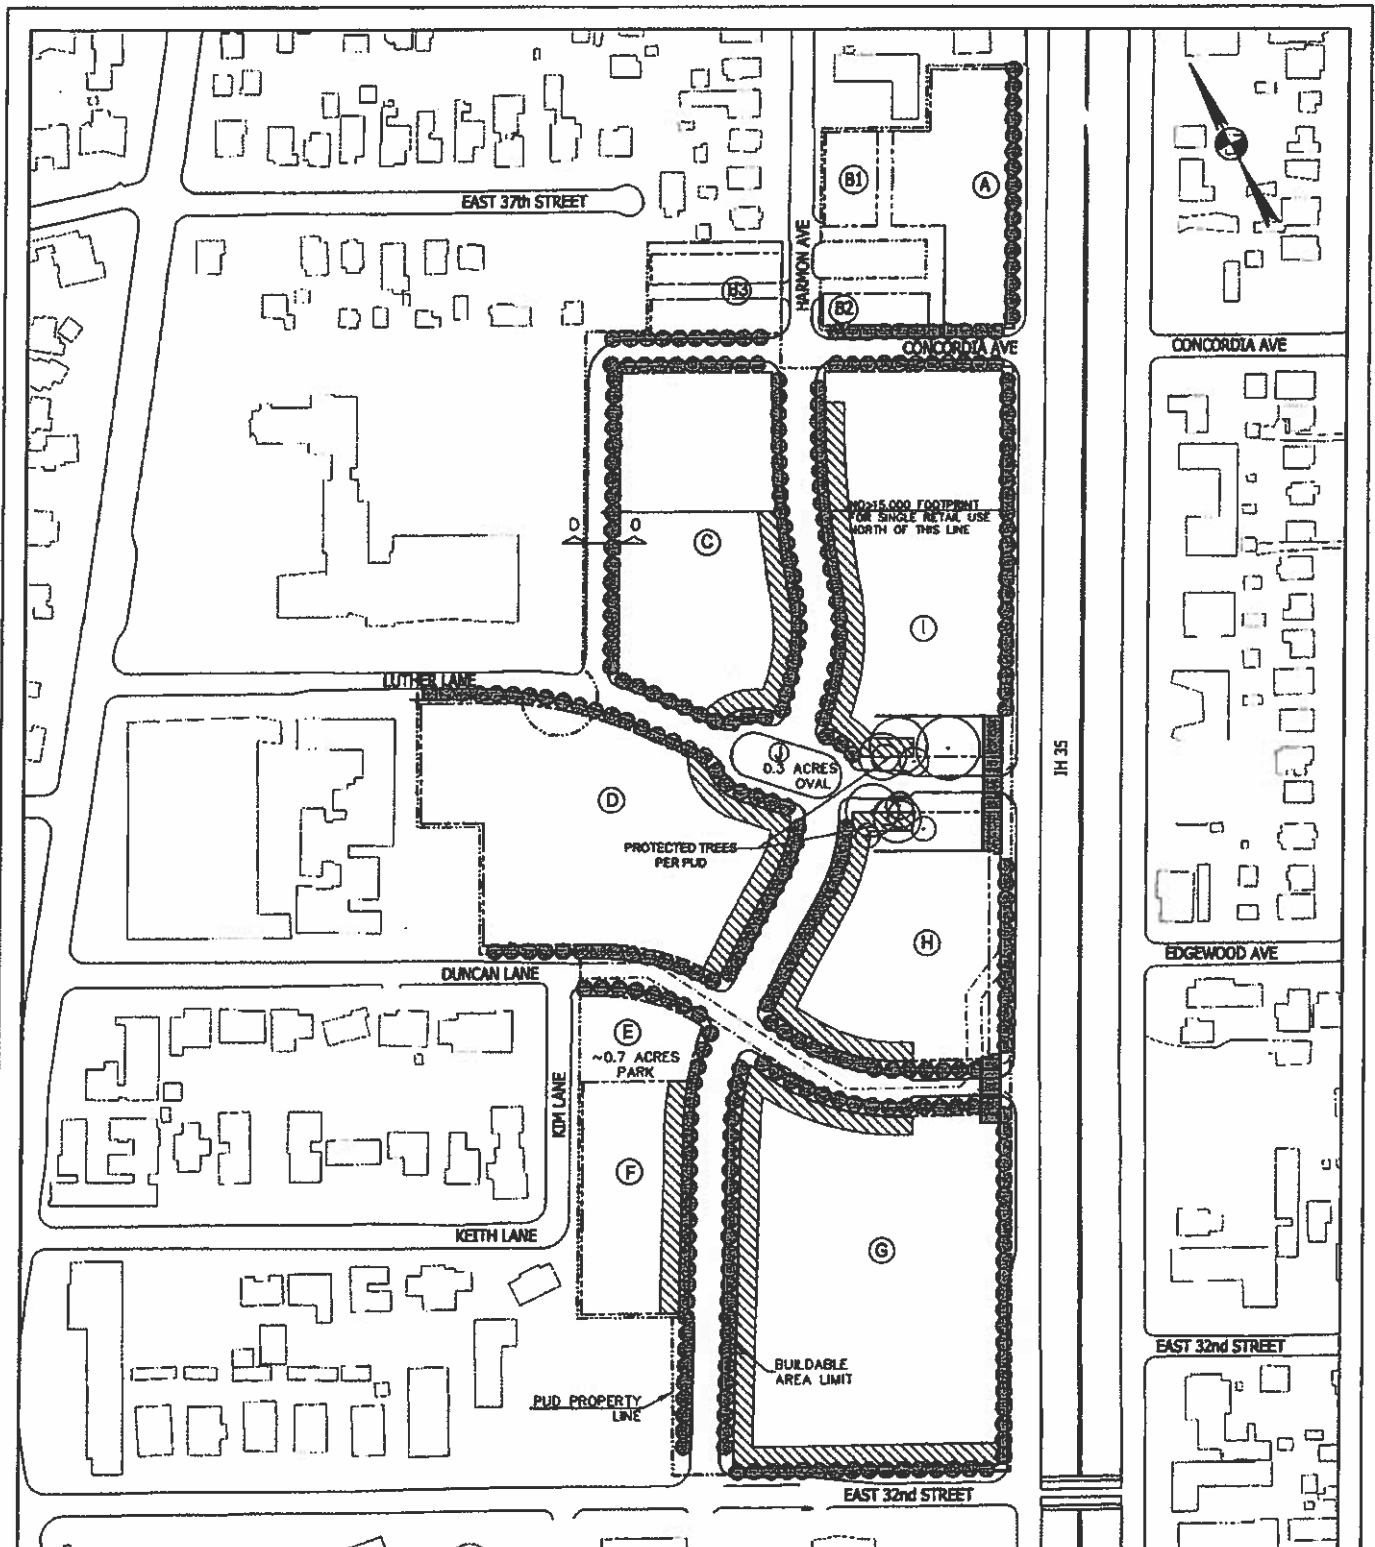 EAST 37th STREET
HARMON AVE
B1
A
B3
B2
CONCORDIA AVE
CONCORDIA AVE
NO>15,000 FOOTPRINT
FOR SINGLE RETAIL USE
NORTH OF THIS LINE
D
C
I
LUTHER LANE
IH 35
J
0.3 ACRES
OVAL
D
PROTECTED TREES
PER PUD
H
EDGEWOOD AVE
DUNCAN LANE
E
~0.7 ACRES
PARK
KIM LANE
F
KEITH LANE
G
EAST 32nd STREET
BUILDABLE
AREA LIMIT
PUD PROPERTY
LINE
EAST 32nd STREET